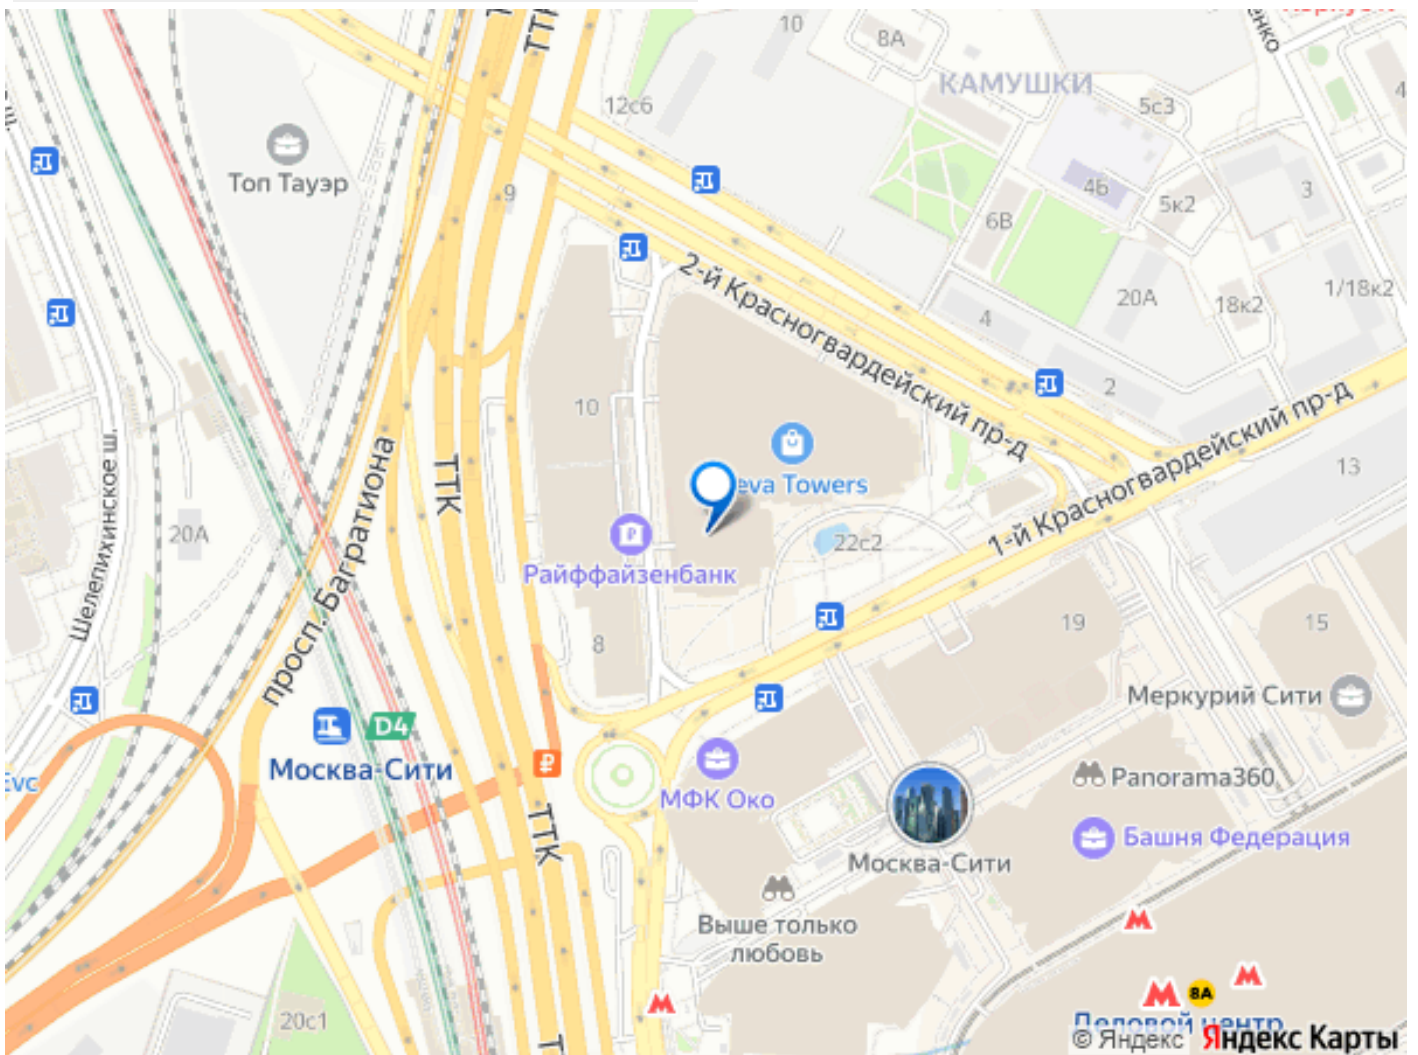 ТТК
10
8А
КАМУШКИ
12с6
5с3
Топ Тауэр
9
4Б
5к2
3
6В
2-й Красногвардейский пр-д
20А
18к2
1/18к2
4
2
10
ТТК
просп. Багратиона
Шелепихинское ш.
eva Towers
1-й Красногвардейский пр-д
13
20А
22с2
Райффайзенбанк
8
19
15
Меркурий Сити
D4
Москва-Сити
МФК Око
Panorama360
Башня Федерация
ТТК
Москва-Сити
Выше только
любовь
8А
20с1
Деловой центр
© Яндекс Яндекс Карты